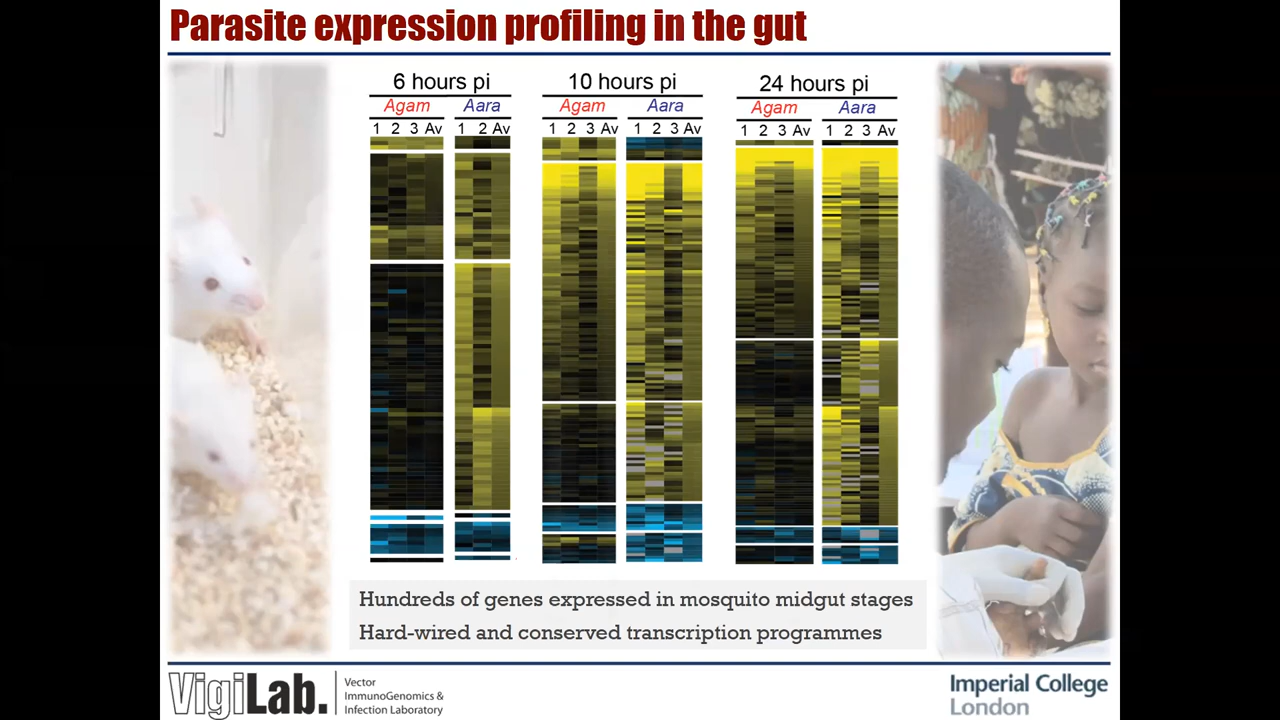 Parasite expression profiling in the gut
6 hours pi
10 hours pi
24 hours pi
Agam Aara
Agam Aara
Agam Aara
1 2 3 Av 1 2 Av
1 2 3 Av 1 2 3 Av
1 2 3 Av 1 2 3 Av
Hundreds of genes expressed in mosquito midgut stages
Hard-wired and conserved transcription programmes
VigiLab.
Vector
ImmunoGenomics &
Infection Laboratory
Imperial College
London